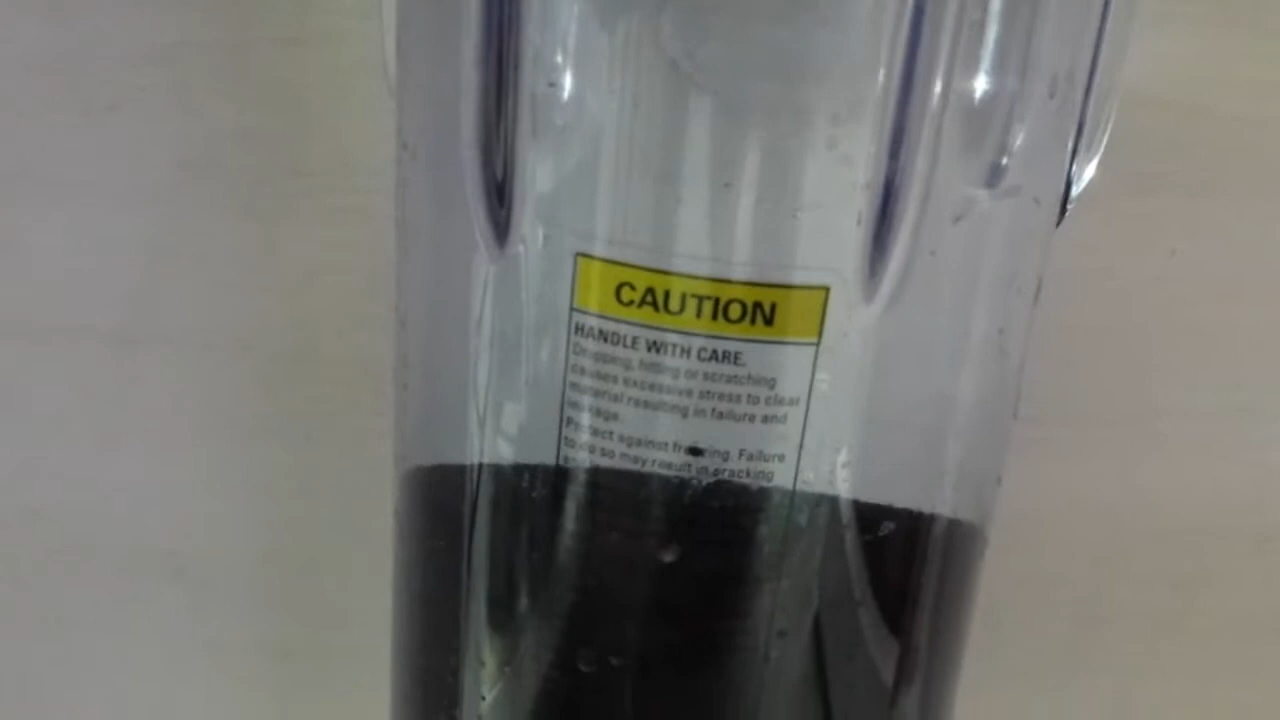 CAUTION
HANDLE WITH CARE.
Dropping, hitting or scratching
causes excessive stress to clear
material resulting in failure and
leakage.
Protect against freezing. Failure
to do so may result in cracking